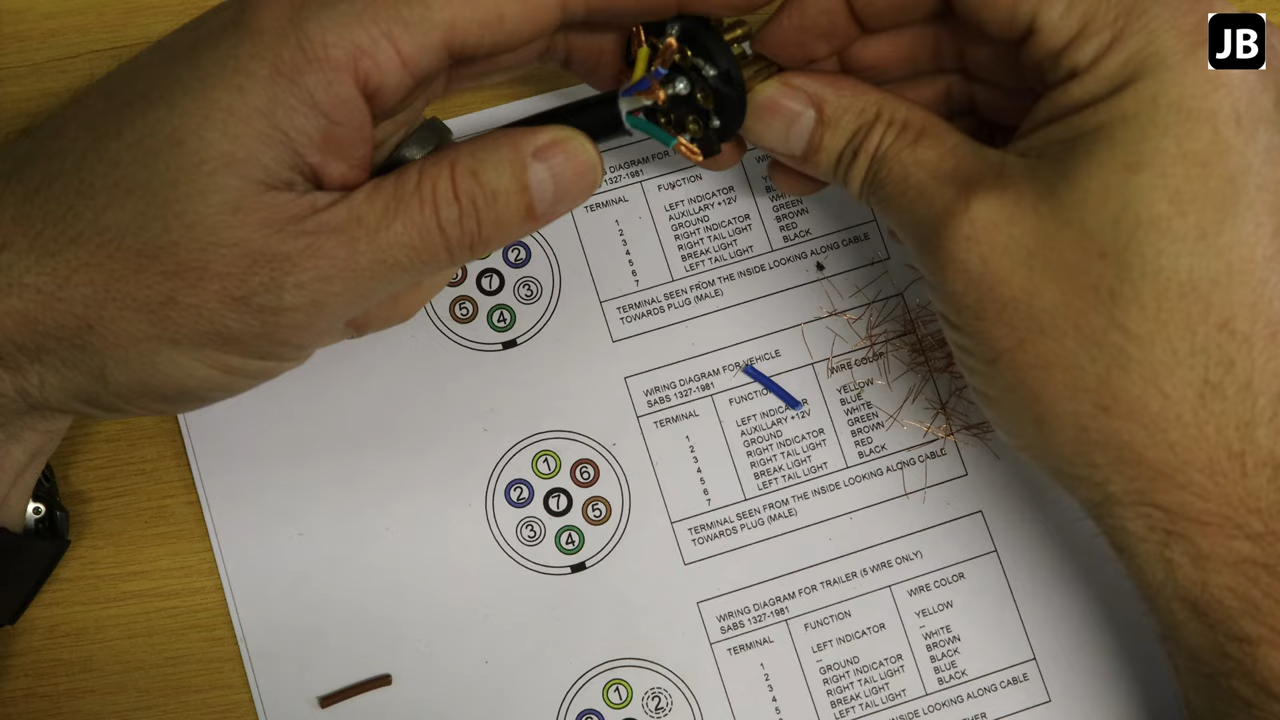 JB
DIAGRAM FOR
1327-1981
TERMINAL
FUNCTION
1
LEFT INDICATOR
2
AUXILLARY +12V
3
GROUND
WHITE
4
RIGHT INDICATOR
GREEN
5
RIGHT TAIL LIGHT
BROWN
6
BREAK LIGHT
RED
7
LEFT TAIL LIGHT
BLACK
TERMINAL SEEN FROM THE INSIDE LOOKING ALONG CABLE
TOWARDS PLUG (MALE)
2
7
3
5
4
WIRING DIAGRAM FOR VEHICLE
SABS 1327-1981
TERMINAL
WIRE COLOR
1
LEFT INDICATOR
YELLOW
2
AUXILLARY +12V
BLUE
3
GROUND
WHITE
4
RIGHT INDICATOR
GREEN
5
RIGHT TAIL LIGHT
BROWN
6
BREAK LIGHT
RED
7
LEFT TAIL LIGHT
BLACK
TERMINAL SEEN FROM THE INSIDE LOOKING ALONG CABLE
TOWARDS PLUG (MALE)
1
6
2
7
5
3
4
WIRING DIAGRAM FOR TRAILER (5 WIRE ONLY)
SABS 1327-1981
TERMINAL
FUNCTION
WIRE COLOR
1
LEFT INDICATOR
YELLOW
2
–
–
3
GROUND
WHITE
4
RIGHT INDICATOR
BROWN
5
RIGHT TAIL LIGHT
BLACK
BREAK LIGHT
BLUE
LEFT TAIL LIGHT
BLACK
INSIDE LOOKING ALONG CABLE
1
2